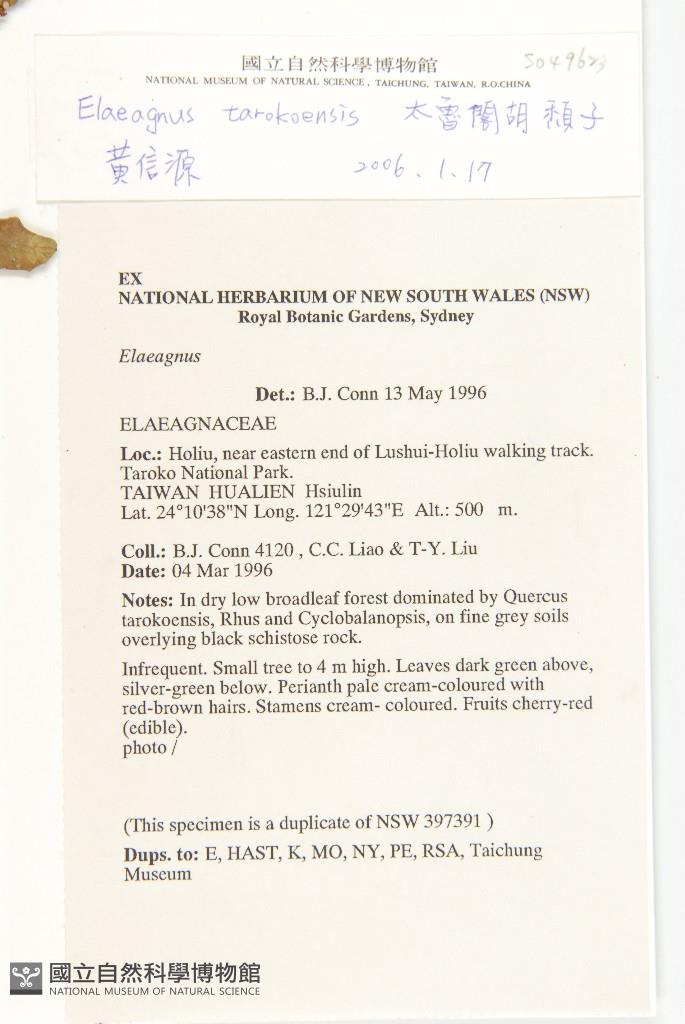 國立自然科學博物館
S049623
NATIONAL MUSEUM OF NATURAL SCIENCE, TAICHUNG, TAIWAN, R.O.CHINA
Elaeagnus tarokoensis 太魯閣胡頹子
黃信源 2006.1.17
EX
NATIONAL HERBARIUM OF NEW SOUTH WALES (NSW)
Royal Botanic Gardens, Sydney
Elaeagnus
Det.: B.J. Conn 13 May 1996
ELAEAGNACEAE
Loc.: Holiu, near eastern end of Lushui-Holiu walking track.
Taroko National Park.
TAIWAN HUALIEN Hsiulin
Lat. 24°10'38"N Long. 121°29'43"E Alt.: 500 m.
Coll.: B.J. Conn 4120 , C.C. Liao & T-Y. Liu
Date: 04 Mar 1996
Notes: In dry low broadleaf forest dominated by Quercus
tarokoensis, Rhus and Cyclobalanopsis, on fine grey soils
overlying black schistose rock.
Infrequent. Small tree to 4 m high. Leaves dark green above,
silver-green below. Perianth pale cream-coloured with
red-brown hairs. Stamens cream- coloured. Fruits cherry-red
(edible).
photo /
(This specimen is a duplicate of NSW 397391 )
Dups. to: E, HAST, K, MO, NY, PE, RSA, Taichung
Museum
國立自然科學博物館
NATIONAL MUSEUM OF NATURAL SCIENCE